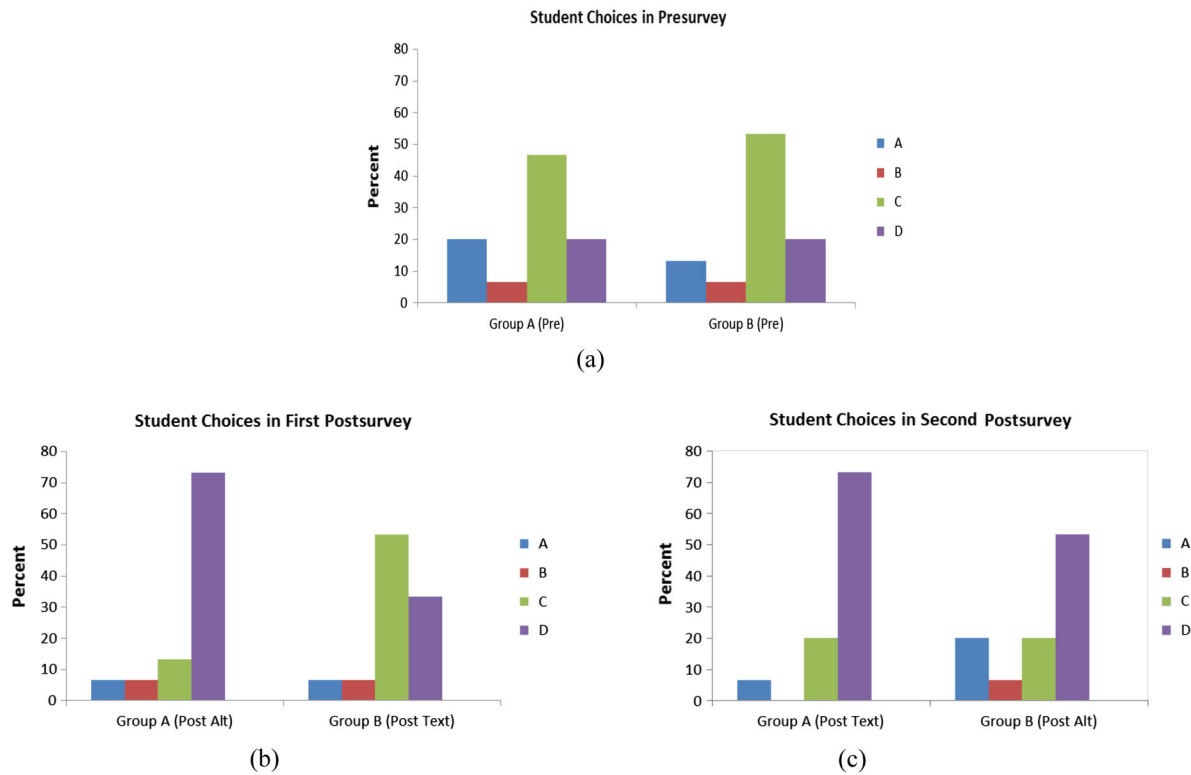 Student Choices in Presurvey
80
70
60
50
40
30
20
10
0
Percent
A
B
C
D
Group A (Pre)
Group B (Pre)
(a)
Student Choices in First Postsurvey
80
70
60
50
40
30
20
10
0
Percent
A
B
C
D
Group A (Post Alt)
Group B (Post Text)
(b)
Student Choices in Second Postsurvey
80
70
60
50
40
30
20
10
0
Percent
A
B
C
D
Group A (Post Text)
Group B (Post Alt)
(c)